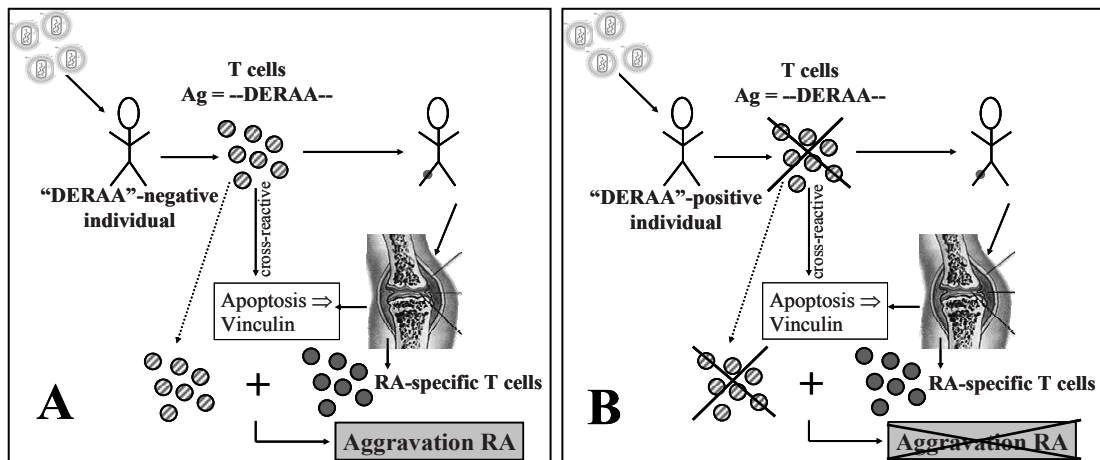 T cells
Ag = --DERAA--
“DERAA”-negative
individual
cross-reactive
Apoptosis ⇒
Vinculin
RA-specific T cells
+
A
Aggravation RA
T cells
Ag = --DERAA--
“DERAA”-positive
individual
cross-reactive
Apoptosis ⇒
Vinculin
RA-specific T cells
+
B
Aggravation RA